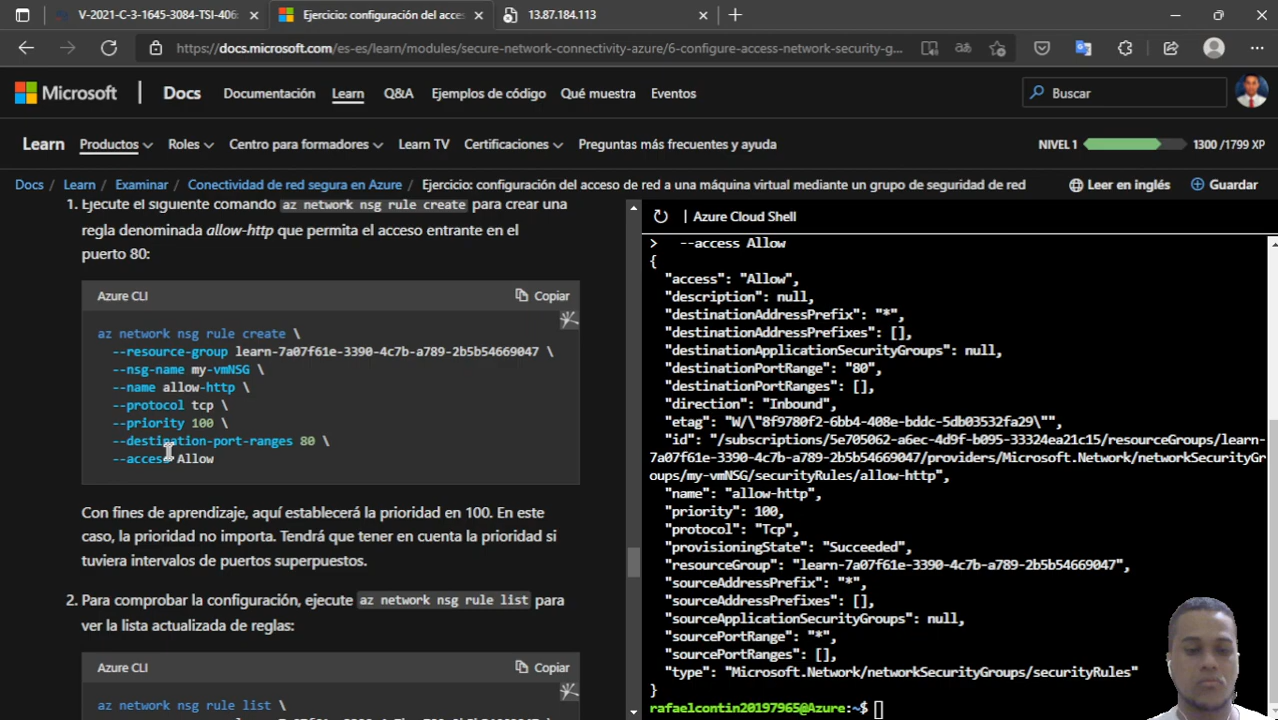 V-2021-C-3-1645-3084-TSI-406:
Ejercicio: configuración del acces
13.87.184.113
https://docs.microsoft.com/es-es/learn/modules/secure-network-connectivity-azure/6-configure-access-network-security-g...
Microsoft
Docs
Documentación
Learn
Q&A
Ejemplos de código
Qué muestra
Eventos
Buscar
Learn
Productos
Roles
Centro para formadores
Learn TV
Certificaciones
Preguntas más frecuentes y ayuda
NIVEL 1
1300 /1799 XP
Docs / Learn / Examinar / Conectividad de red segura en Azure / Ejercicio: configuración del acceso de red a una máquina virtual mediante un grupo de seguridad de red
Leer en inglés
Guardar
1. Ejecute el siguiente comando az network nsg rule create para crear una
regla denominada allow-http que permita el acceso entrante en el
puerto 80:
Azure CLI
Copiar
az network nsg rule create \
--resource-group learn-7a07f61e-3390-4c7b-a789-2b5b54669047 \
--nsg-name my-vmNSG \
--name allow-http \
--protocol tcp \
--priority 100 \
--destination-port-ranges 80 \
--access Allow
Con fines de aprendizaje, aquí establecerá la prioridad en 100. En este
caso, la prioridad no importa. Tendrá que tener en cuenta la prioridad si
tuviera intervalos de puertos superpuestos.
2. Para comprobar la configuración, ejecute az network nsg rule list para
ver la lista actualizada de reglas:
Azure CLI
Copiar
az network nsg rule list \
| Azure Cloud Shell
> --access Allow
{
"access": "Allow",
"description": null,
"destinationAddressPrefix": "*",
"destinationAddressPrefixes": [],
"destinationApplicationSecurityGroups": null,
"destinationPortRange": "80",
"destinationPortRanges": [],
"direction": "Inbound",
"etag": "W/\"8f9780f2-6bb4-408e-bddc-5db03532fa29\"",
"id": "/subscriptions/5e705062-a6ec-4d9f-b095-33324ea21c15/resourceGroups/learn-
7a07f61e-3390-4c7b-a789-2b5b54669047/providers/Microsoft.Network/networkSecurityGr
oups/my-vmNSG/securityRules/allow-http",
"name": "allow-http",
"priority": 100,
"protocol": "Tcp",
"provisioningState": "Succeeded",
"resourceGroup": "learn-7a07f61e-3390-4c7b-a789-2b5b54669047",
"sourceAddressPrefix": "*",
"sourceAddressPrefixes": [],
"sourceApplicationSecurityGroups": null,
"sourcePortRange": "*",
"sourcePortRanges": [],
"type": "Microsoft.Network/networkSecurityGroups/securityRules"
}
rafaelcontin20197965@Azure:~$